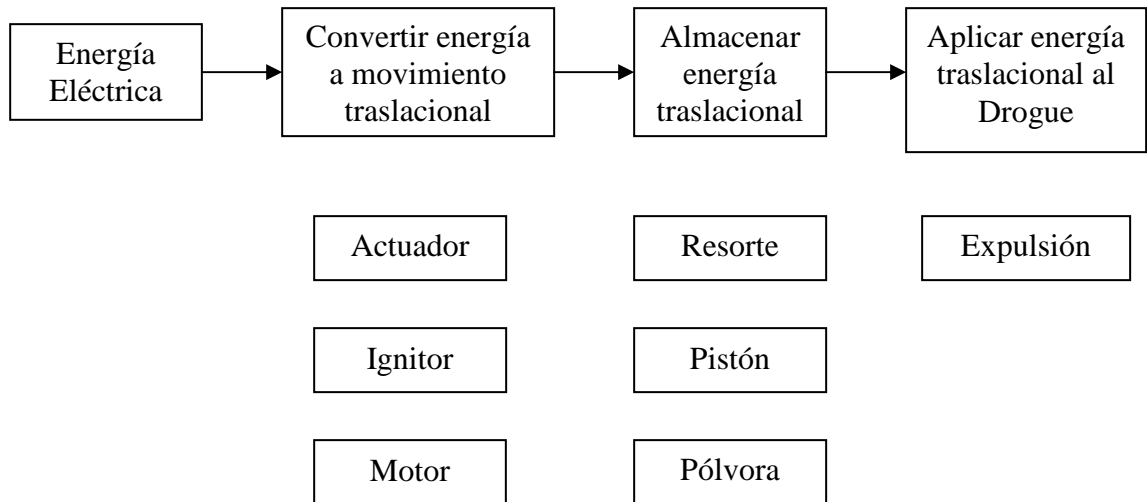 Energía
Eléctrica
Convertir energía
a movimiento
traslacional
Almacenar
energía
traslacional
Aplicar energía
traslacional al
Drogue
Actuador
Resorte
Expulsión
Ignitor
Pistón
Motor
Pólvora